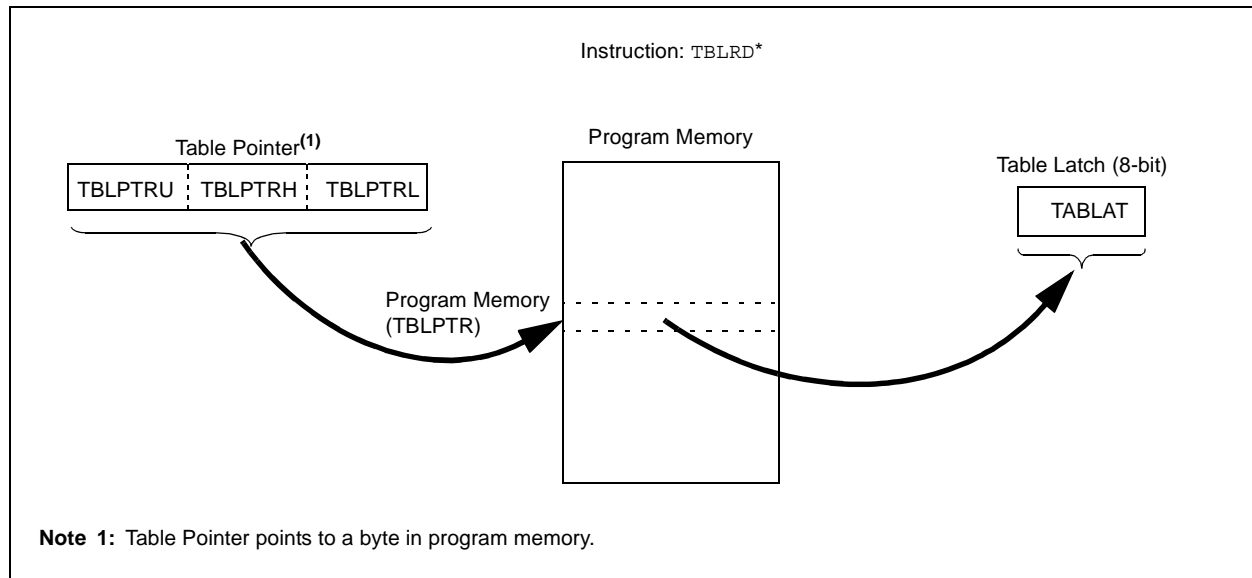 Instruction: TBLRD*
Table Pointer(1)
TBLPTRU TBLPTRH TBLPTRL
Program Memory
Table Latch (8-bit)
TABLAT
Program Memory
(TBLPTR)
Note 1: Table Pointer points to a byte in program memory.